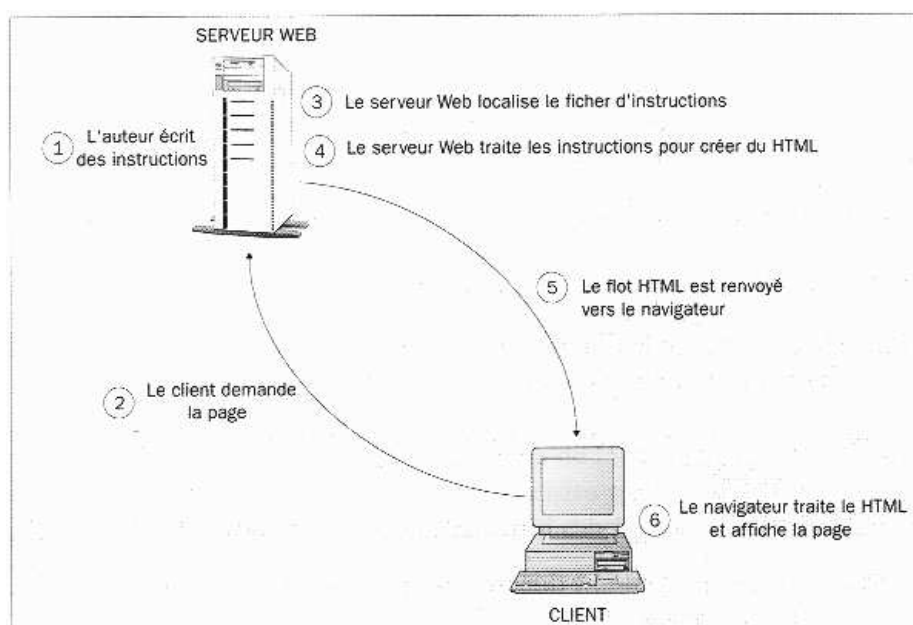 SERVEUR WEB
3 Le serveur Web localise le ficher d'instructions
1 L'auteur écrit
des instructions
4 Le serveur Web traite les instructions pour créer du HTML
5 Le flot HTML est renvoyé
vers le navigateur
2 Le client demande
la page
6 Le navigateur traite le HTML
et affiche la page
CLIENT